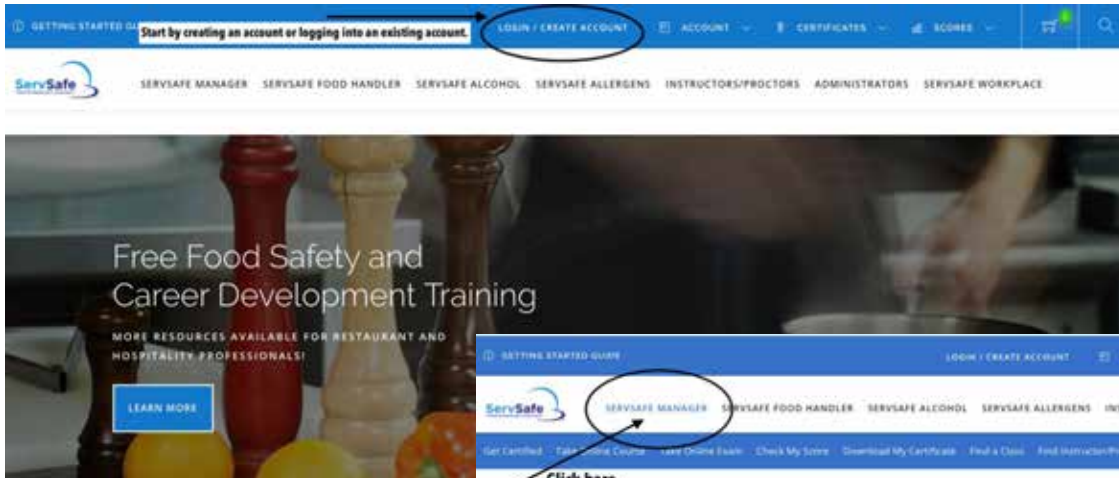 GETTING STARTED
Start by creating an account or logging into an existing account.
LOGIN / CREATE ACCOUNT
ACCOUNT
CERTIFICATES
SCORES
ServSafe
SERVSAFE MANAGER SERVSAFE FOOD HANDLER SERVSAFE ALCOHOL SERVSAFE ALLERGENS INSTRUCTORS/PROCTORS ADMINISTRATORS SERVSAFE WORKPLACE
Free Food Safety and
Career Development Training
MORE RESOURCES AVAILABLE FOR RESTAURANT AND
HOSPITALITY PROFESSIONALS!
LEARN MORE
GETTING STARTED GUIDE
LOGIN / CREATE ACCOUNT
ServSafe
SERVSAFE MANAGER SERVSAFE FOOD HANDLER SERVSAFE ALCOHOL SERVSAFE ALLERGENS
Get Certified Take Online Course Take Online Exam Check My Score Download My Certificate Find a Class
Click here